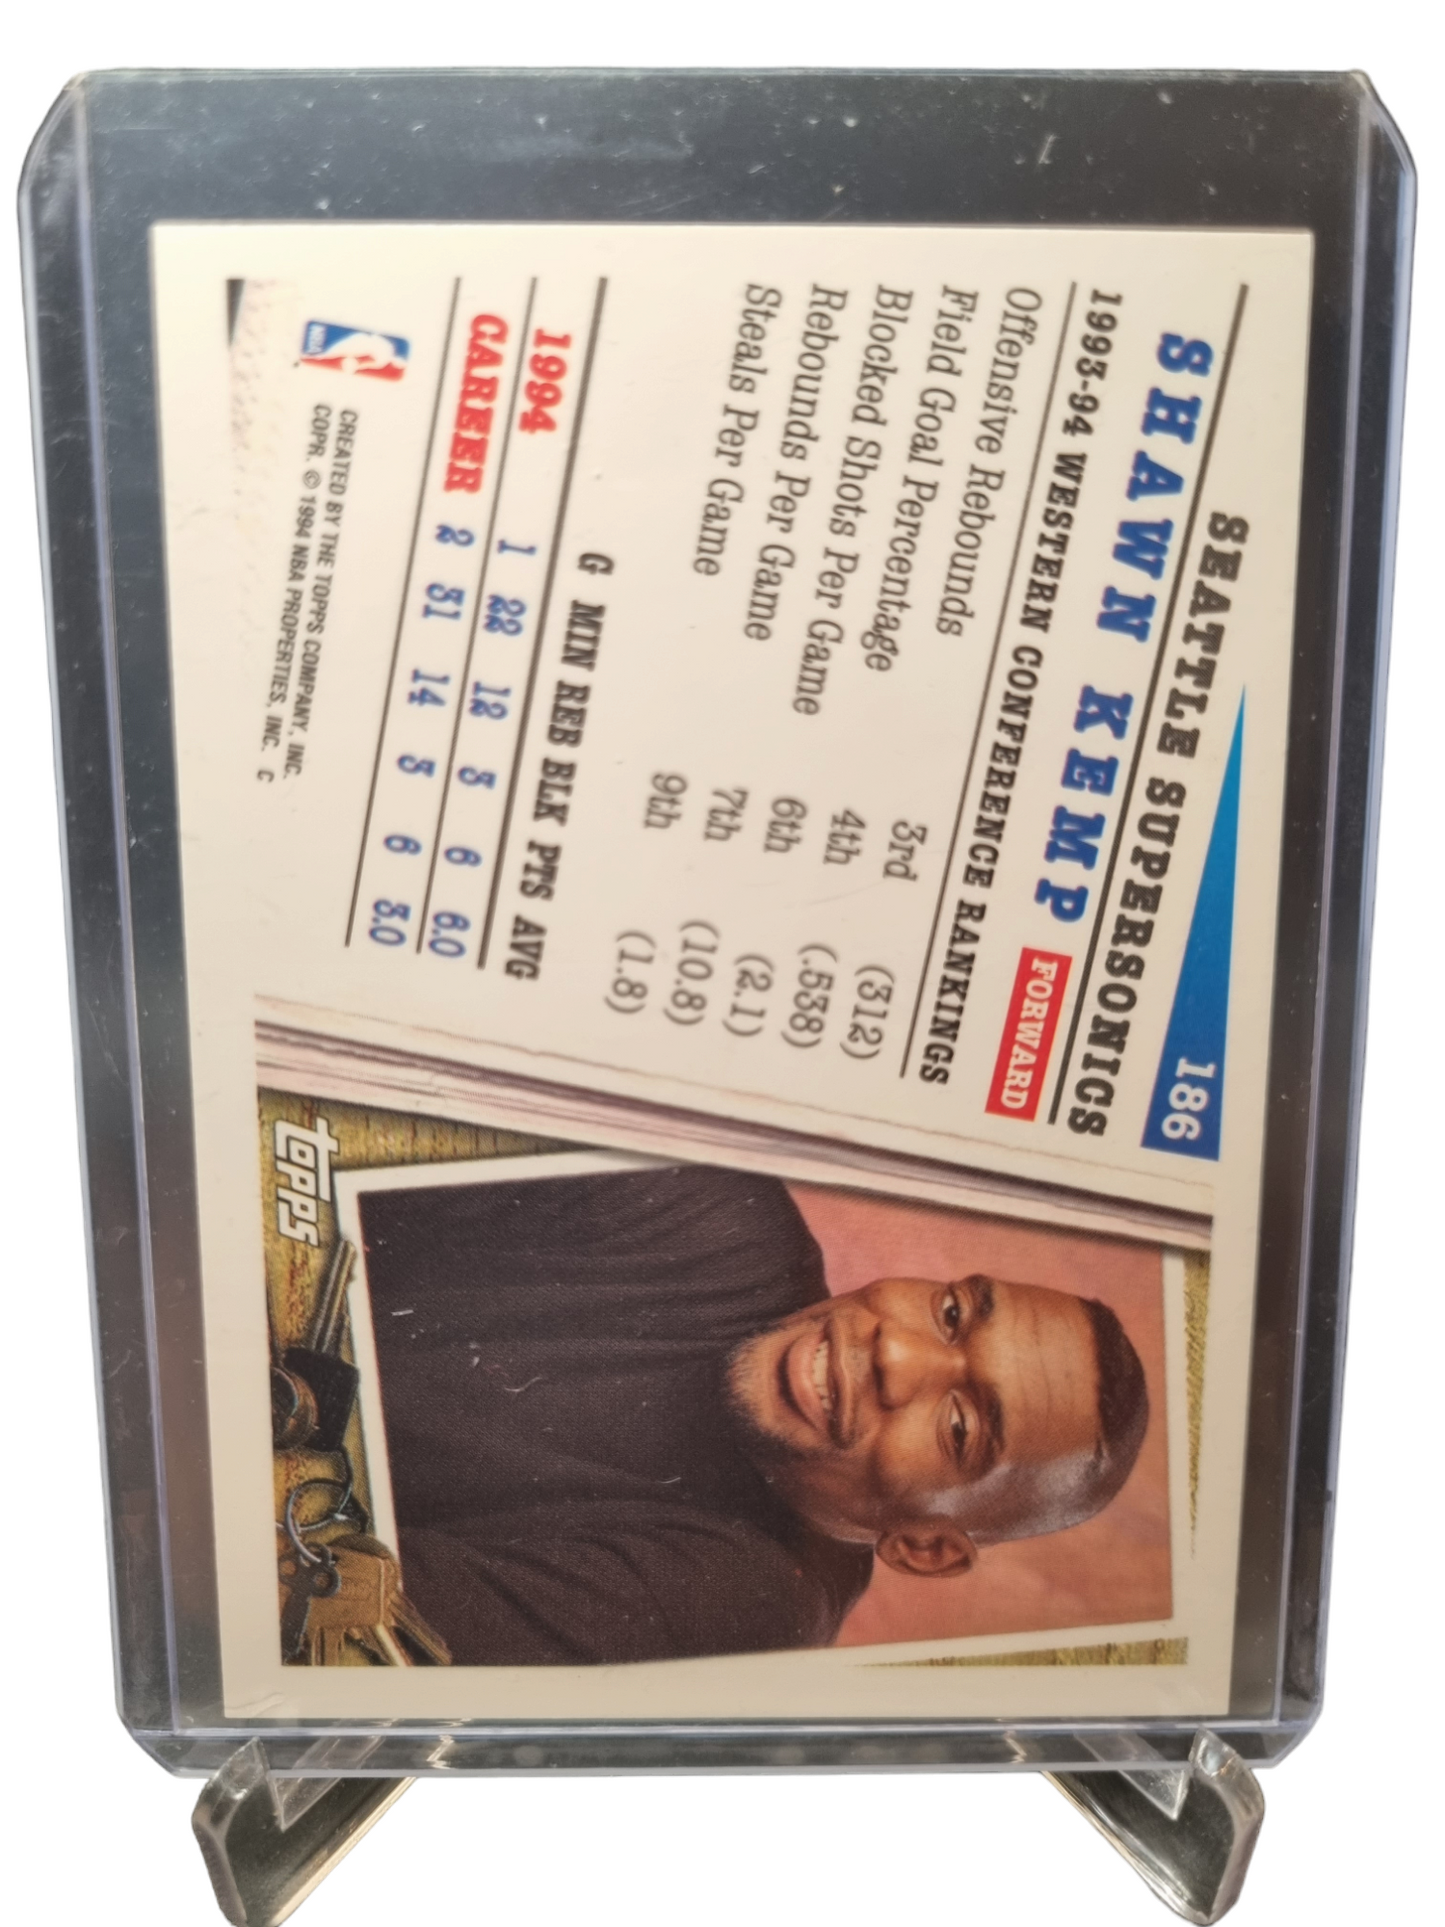 186
SEATTLE SUPERSONICS
SHAWN KEMP FORWARD
1993-94 WESTERN CONFERENCE RANKINGS
Offensive Rebounds 3rd (312)
Field Goal Percentage 4th (.538)
Blocked Shots Per Game 6th (2.1)
Rebounds Per Game 7th (10.8)
Steals Per Game 9th (1.8)
G MIN REB BLK PTS AVG
1994 1 22 12 3 6 6.0
CAREER 2 31 14 3 6 3.0
NBA
CREATED BY THE TOPPS COMPANY, INC.
COPR. © 1994 NBA PROPERTIES, INC. C
TOPPS